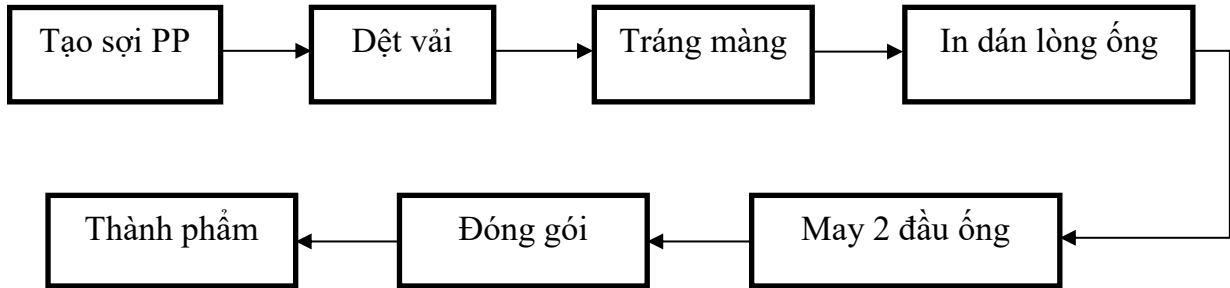 Tạo sợi PP
Dệt vải
Tráng màng
In dán lòng ống
May 2 đầu ống
Đóng gói
Thành phẩm